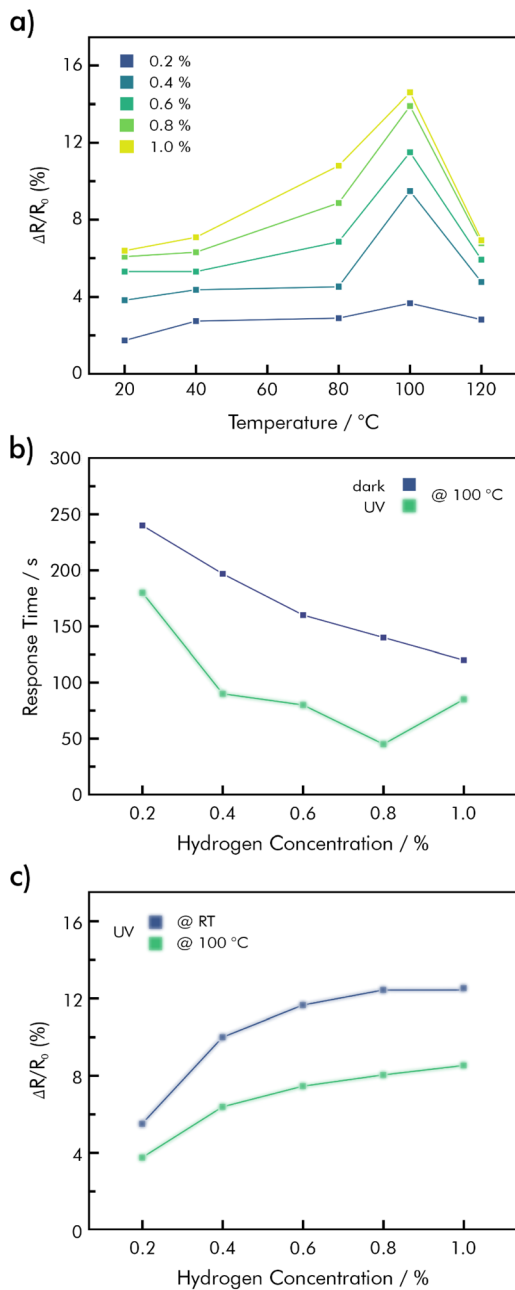 a)
16
12
8
4
0
ΔR/R₀ (%)
0.2 %
0.4 %
0.6 %
0.8 %
1.0 %
20 40 60 80 100 120
Temperature / °C
b)
300
250
200
150
100
50
0
Response Time / s
dark
UV
@ 100 °C
0.2 0.4 0.6 0.8 1.0
Hydrogen Concentration / %
c)
16
12
8
4
0
ΔR/R₀ (%)
UV
@ RT
@ 100 °C
0.2 0.4 0.6 0.8 1.0
Hydrogen Concentration / %